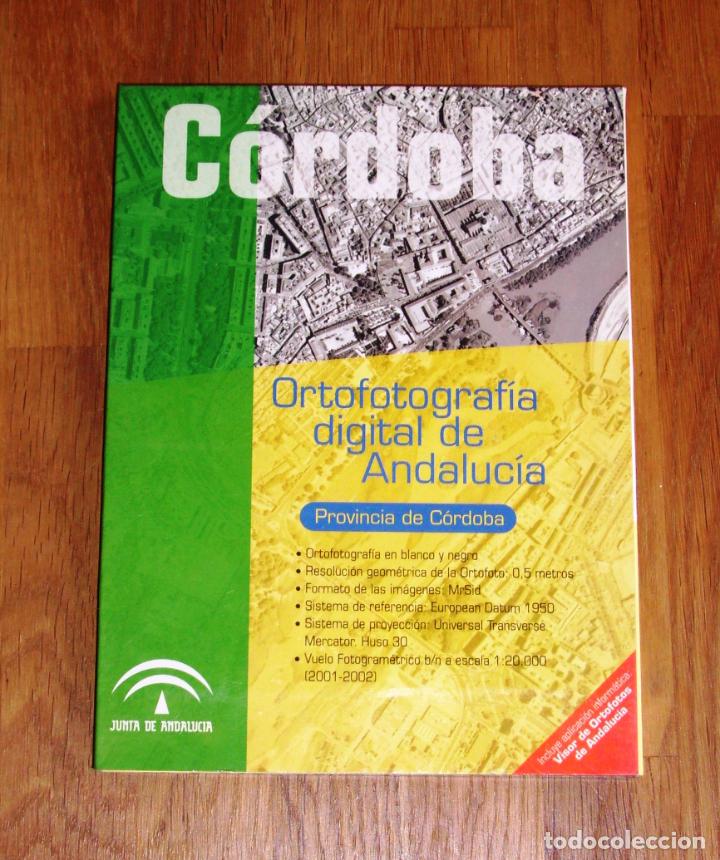 Córdoba
Ortofotografía
digital de
Andalucía
Provincia de Córdoba
• Ortofotografía en blanco y negro
• Resolución geométrica de la Ortofoto: 0,5 metros
• Formato de las imágenes: MrSid
• Sistema de referencia: European Datum 1950
• Sistema de proyección: Universal Transverse
Mercator. Huso 30
• Vuelo Fotogramétrico b/n a escala 1:20.000
(2001-2002)
JUNTA DE ANDALUCIA
Incluye aplicación informática:
Visor de Ortofotos
de Andalucía
todocoleccion